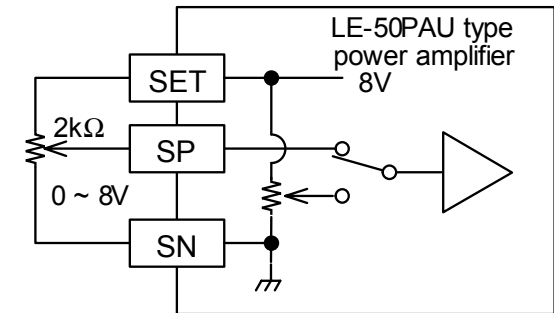 LE-50PAU type
power amplifier
8V
SET
2kΩ
SP
0 ~ 8V
SN